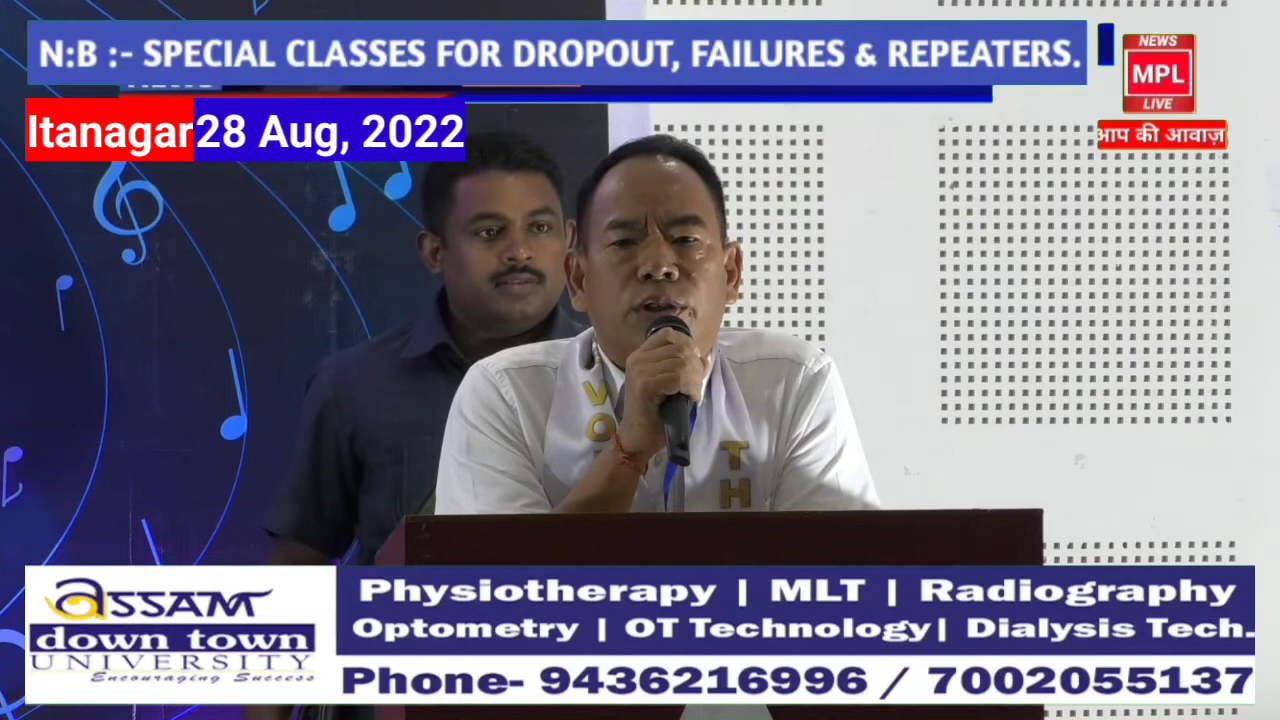 N:B :- SPECIAL CLASSES FOR DROPOUT, FAILURES & REPEATERS.
NEWS
MPL
LIVE
आप की आवाज़
Itanagar 28 Aug, 2022
V
O
T
H
ASSAM
down town
UNIVERSITY
Encouraging Success
Physiotherapy | MLT | Radiography
Optometry | OT Technology| Dialysis Tech.
Phone- 9436216996 / 7002055137